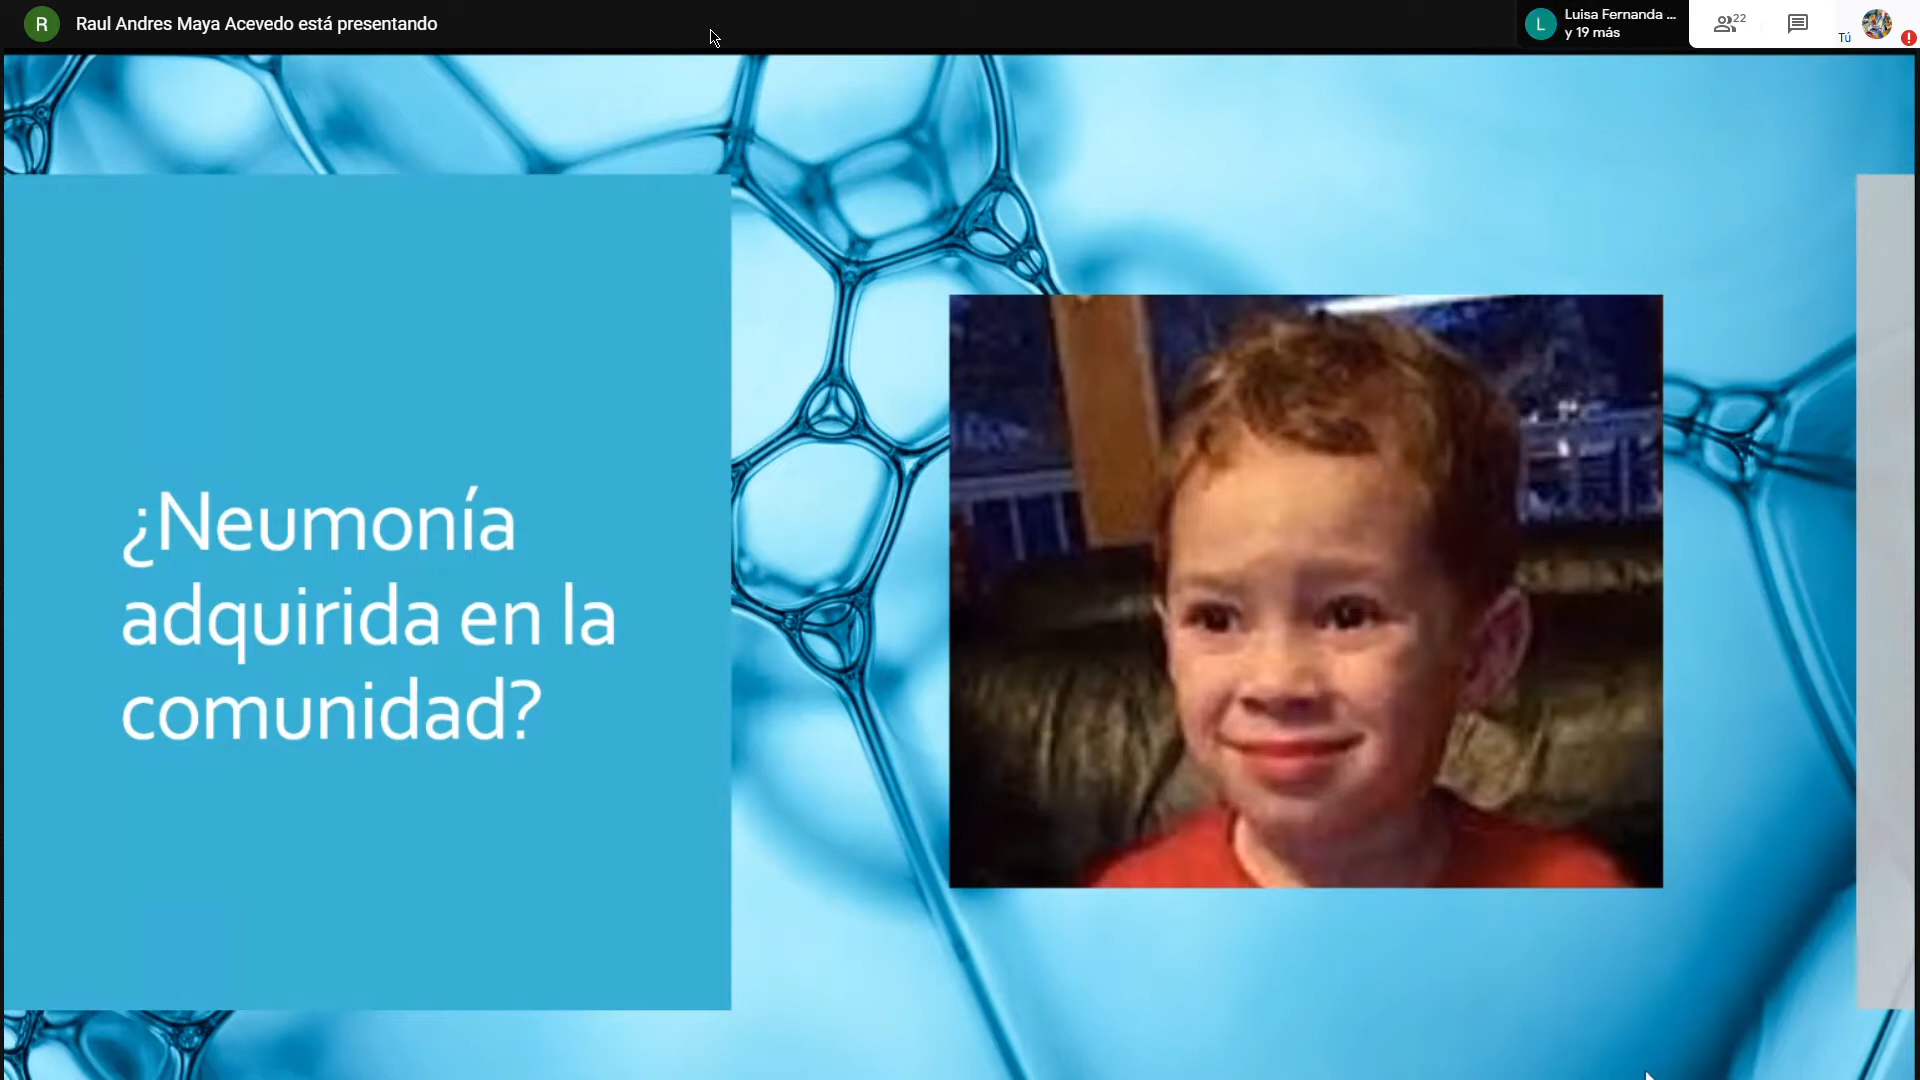 R Raul Andres Maya Acevedo está presentando
L Luisa Fernanda ...
y 19 más
22
Tú
¿Neumonía
adquirida en la
comunidad?